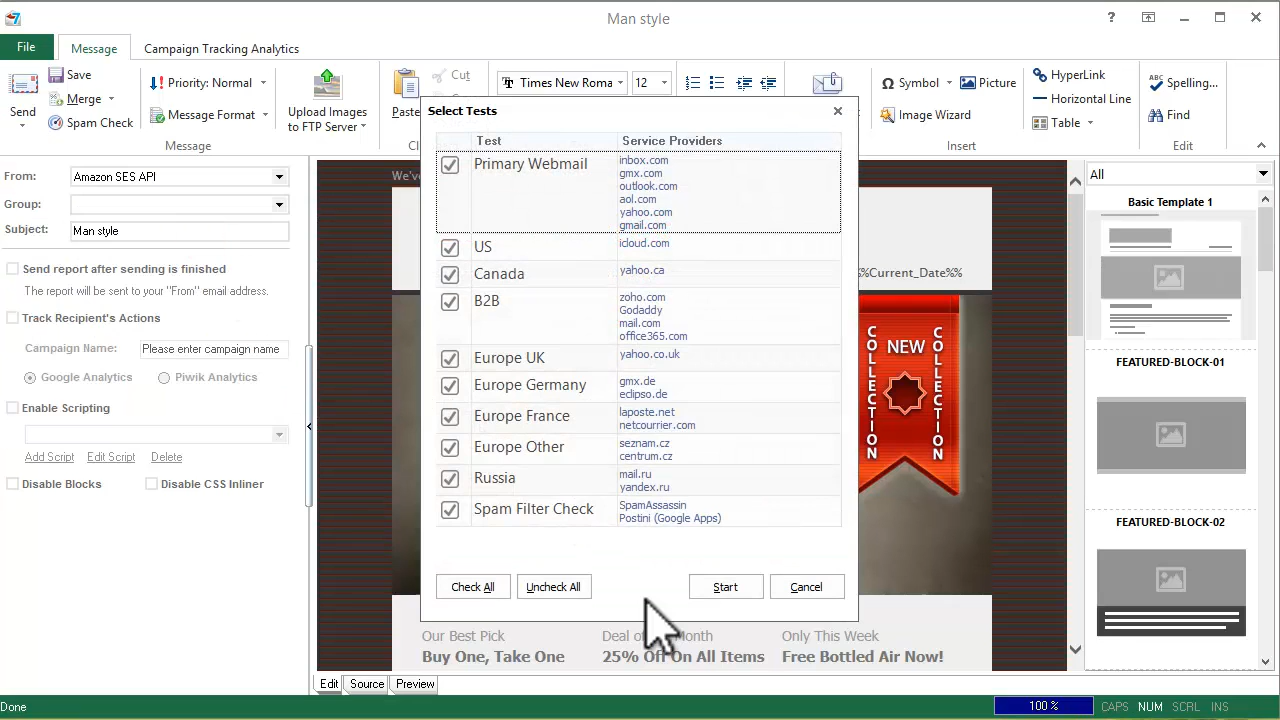 Man style
?
File
Message
Campaign Tracking Analytics
Send
Save
Merge
Spam Check
Priority: Normal
Message Format
Message
Upload Images
to FTP Server
Paste
Cut
Times New Roma
12
Symbol
Picture
Image Wizard
HyperLink
Horizontal Line
Table
Insert
ABC
Spelling...
Find
Edit
From:
Amazon SES API
Group:
Subject:
Man style
Send report after sending is finished
The report will be sent to your "From" email address.
Track Recipient's Actions
Campaign Name:
Please enter campaign name
Google Analytics
Piwik Analytics
Enable Scripting
Add Script
Edit Script
Delete
Disable Blocks
Disable CSS Inliner
We've
Select Tests
Test
Service Providers
Primary Webmail
inbox.com
gmx.com
outlook.com
aol.com
yahoo.com
gmail.com
US
icloud.com
Canada
yahoo.ca
B2B
zoho.com
Godaddy
mail.com
office365.com
Europe UK
yahoo.co.uk
Europe Germany
gmx.de
eclipso.de
Europe France
laposte.net
netcourrier.com
Europe Other
seznam.cz
centrum.cz
Russia
mail.ru
yandex.ru
Spam Filter Check
SpamAssassin
Postini (Google Apps)
Check All
Uncheck All
Start
Cancel
%Current_Date%%
COLLECTION
NEW
COLLECTION
Our Best Pick
Buy One, Take One
Deal of Month
25% Off On All Items
Only This Week
Free Bottled Air Now!
All
Basic Template 1
FEATURED-BLOCK-01
FEATURED-BLOCK-02
Edit
Source
Preview
Done
100 %
CAPS
NUM
SCRL
INS